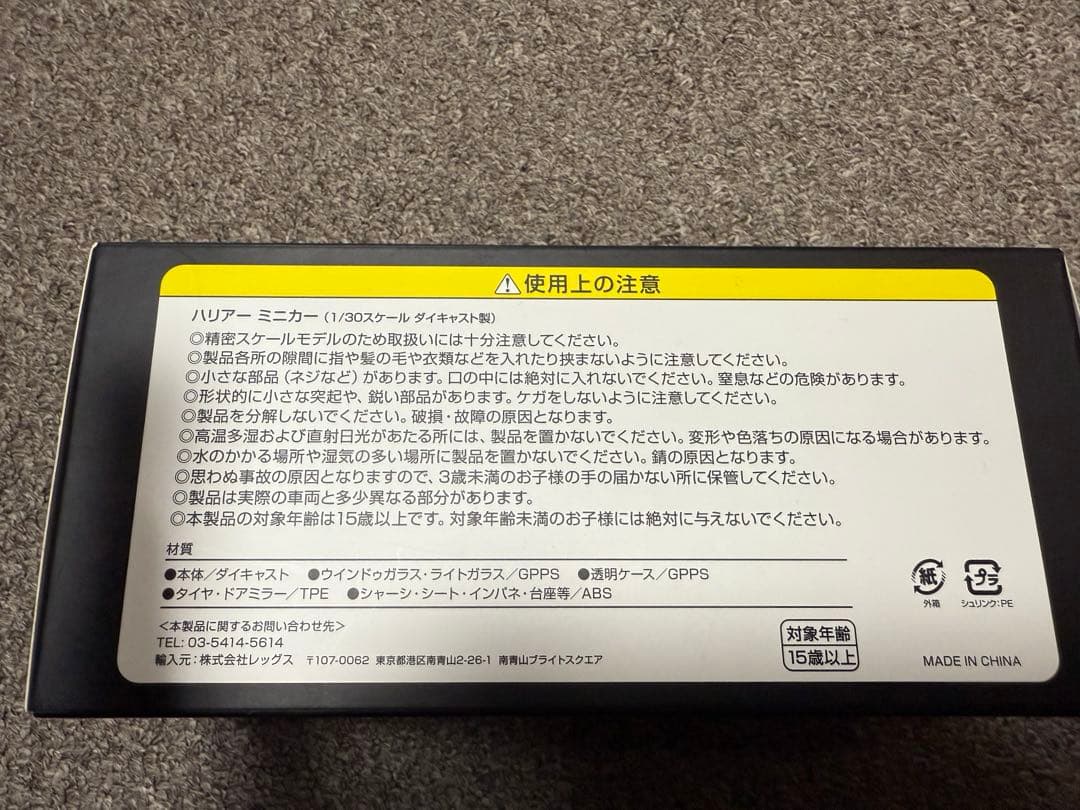 ⚠使用上の注意
ハリアー ミニカー (1/30スケール ダイキャスト製)
◎精密スケールモデルのため取扱いには十分注意してください。
◎製品各所の隙間に指や髪の毛や衣類などを入れたり挟まないように注意してください。
◎小さな部品(ネジなど)があります。口の中には絶対に入れないでください。窒息などの危険があります。
◎形状的に小さな突起や、鋭い部品があります。ケガをしないように注意してください。
◎製品を分解しないでください。破損・故障の原因となります。
◎高温多湿および直射日光があたる所には、製品を置かないでください。変形や色落ちの原因になる場合があります。
◎水のかかる場所や湿気の多い場所に製品を置かないでください。錆の原因となります。
◎思わぬ事故の原因となりますので、3歳未満のお子様の手の届かない所に保管してください。
◎製品は実際の車両と多少異なる部分があります。
◎本製品の対象年齢は15歳以上です。対象年齢未満のお子様には絶対に与えないでください。
材質
●本体/ダイキャスト ●ウインドゥガラス・ライトガラス/GPPS ●透明ケース/GPPS
●タイヤ・ドアミラー/TPE ●シャーシ・シート・インパネ・台座等/ABS
紙 プラ
外箱 シュリンク:PE
<本製品に関するお問い合わせ先>
TEL: 03-5414-5614
輸入元:株式会社レッグス 〒107-0062 東京都港区南青山2-26-1 南青山ブライトスクエア
対象年齢
15歳以上
MADE IN CHINA